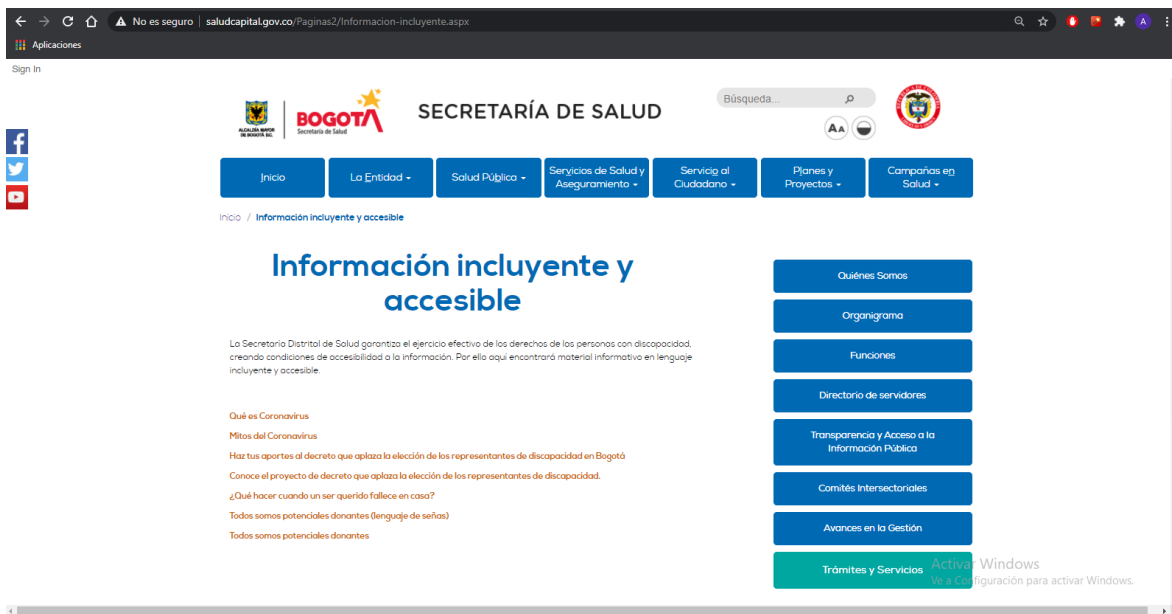 No es seguro | saludcapital.gov.co/Paginas2/Informacion-incluyente.aspx
A
Aplicaciones
Sign In
ALCALDÍA MAYOR
DE BOGOTÁ D.C.
BOGOTÁ
Secretaría de Salud
SECRETARÍA DE SALUD
Búsqueda...
AA
Inicio
La Entidad
Salud Pública
Servicios de Salud y
Aseguramiento
Servicio al
Ciudadano
Planes y
Proyectos
Campañas en
Salud
Inicio / Información incluyente y accesible
Información incluyente y
accesible
La Secretaría Distrital de Salud garantiza el ejercicio efectivo de los derechos de las personas con discapacidad,
creando condiciones de accesibilidad a la información. Por ello aquí encontrará material informativo en lenguaje
incluyente y accesible.
Qué es Coronavirus
Mitos del Coronavirus
Haz tus aportes al decreto que aplaza la elección de los representantes de discapacidad en Bogotá
Conoce el proyecto de decreto que aplaza la elección de los representantes de discapacidad.
¿Qué hacer cuando un ser querido fallece en casa?
Todos somos potenciales donantes (lenguaje de señas)
Todos somos potenciales donantes
Quiénes Somos
Organigrama
Funciones
Directorio de servidores
Transparencia y Acceso a la
Información Pública
Comités Intersectoriales
Avances en la Gestión
Trámites y Servicios
Activar Windows
Ve a Configuración para activar Windows.